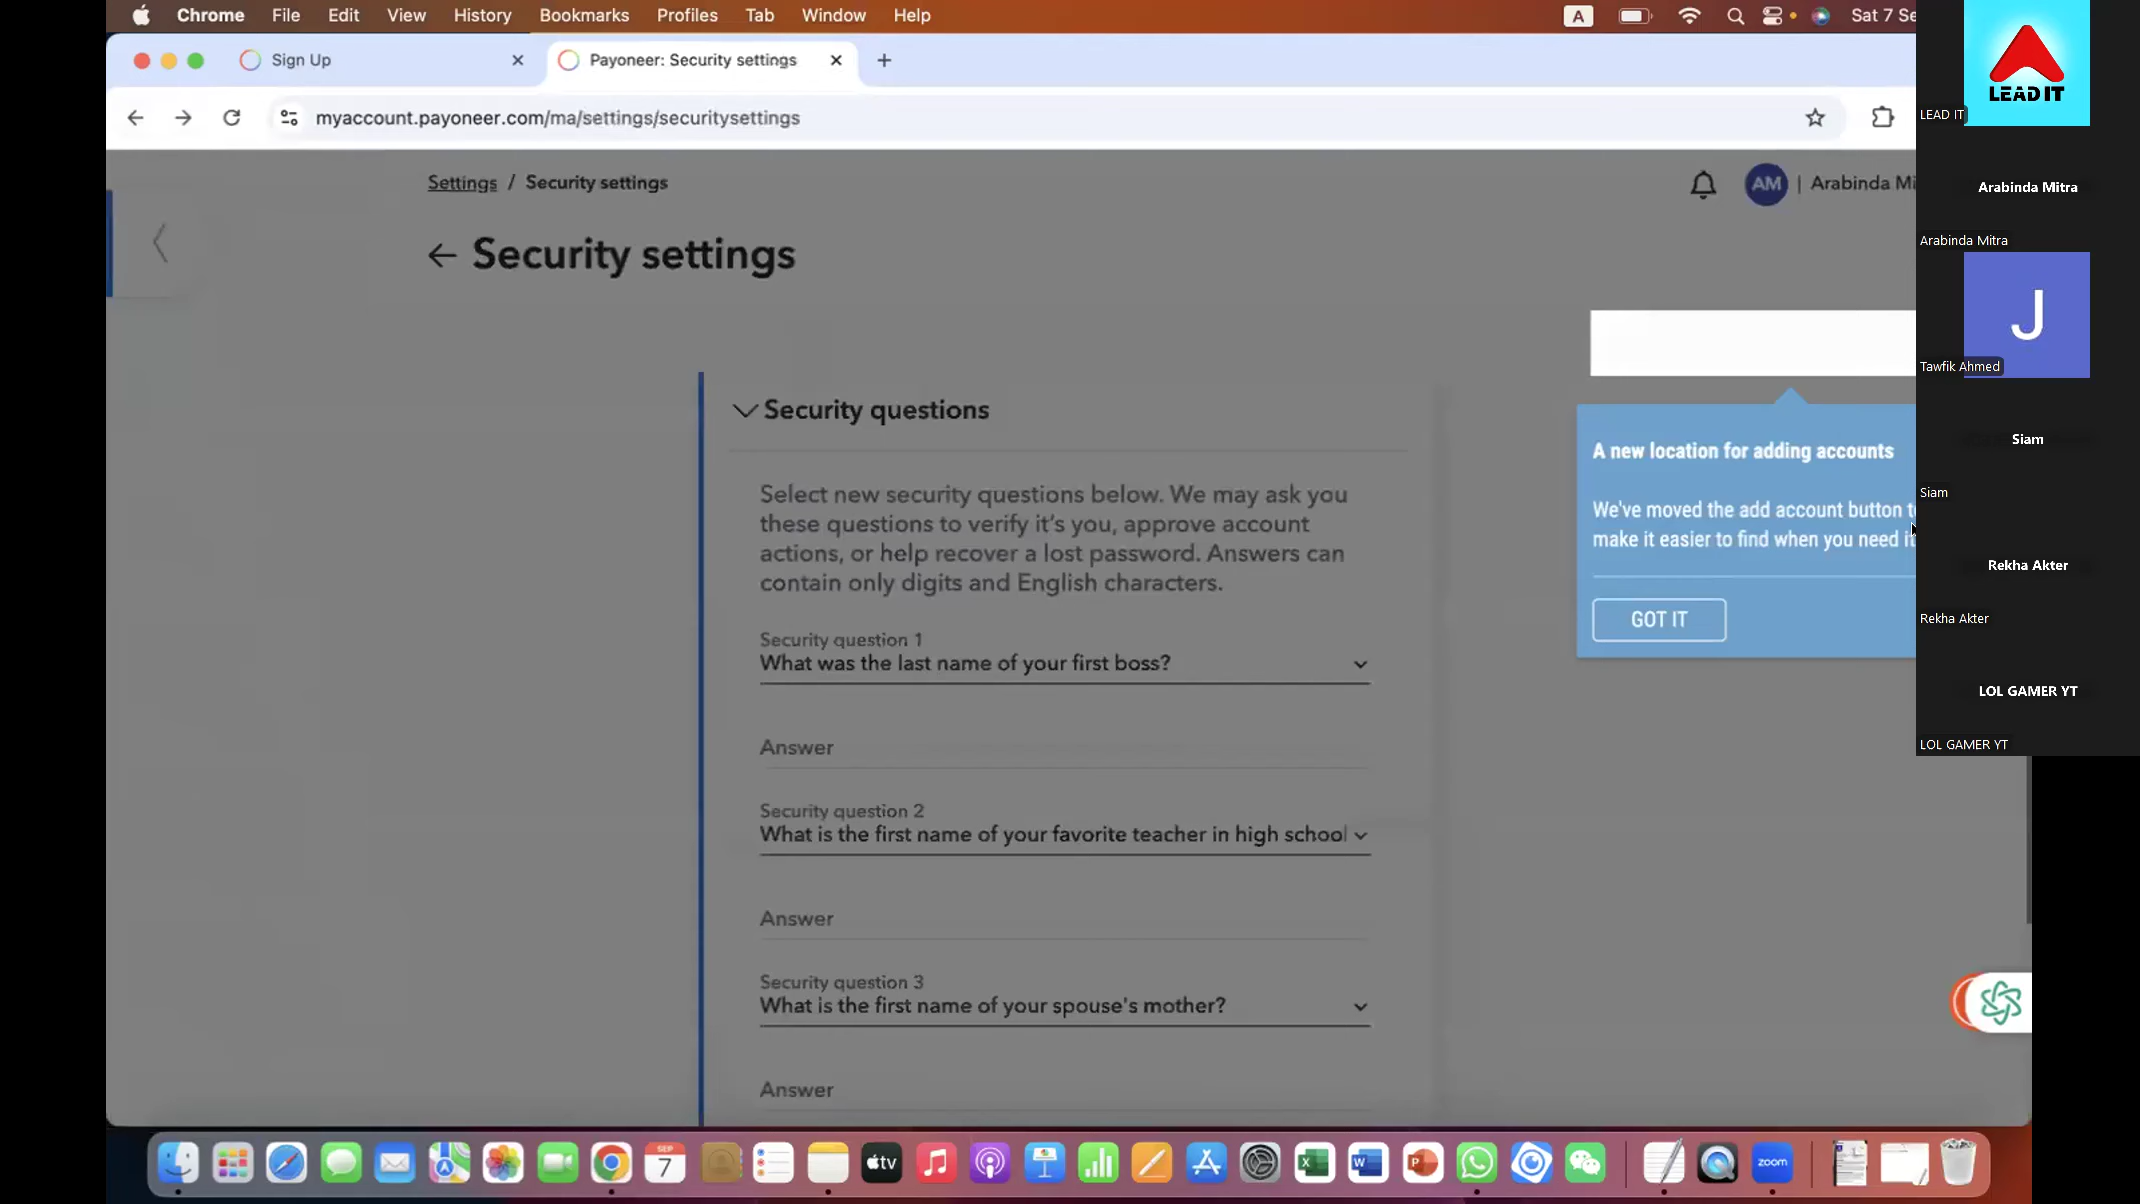 Chrome File Edit View History Bookmarks Profiles Tab Window Help
A
Sat 7 Se
Sign Up
Payoneer: Security settings
myaccount.payoneer.com/ma/settings/securitysettings
Settings / Security settings
AM | Arabinda Mi
Security settings
Security questions
Select new security questions below. We may ask you
these questions to verify it's you, approve account
actions, or help recover a lost password. Answers can
contain only digits and English characters.
Security question 1
What was the last name of your first boss?
Answer
Security question 2
What is the first name of your favorite teacher in high school
Answer
Security question 3
What is the first name of your spouse's mother?
Answer
A new location for adding accounts
We've moved the add account button t
make it easier to find when you need it
GOT IT
LEAD IT
LEAD IT
Arabinda Mitra
Arabinda Mitra
J
Tawfik Ahmed
Siam
Siam
Rekha Akter
Rekha Akter
LOL GAMER YT
LOL GAMER YT
SEP
7
tv
X
W
P
zoom